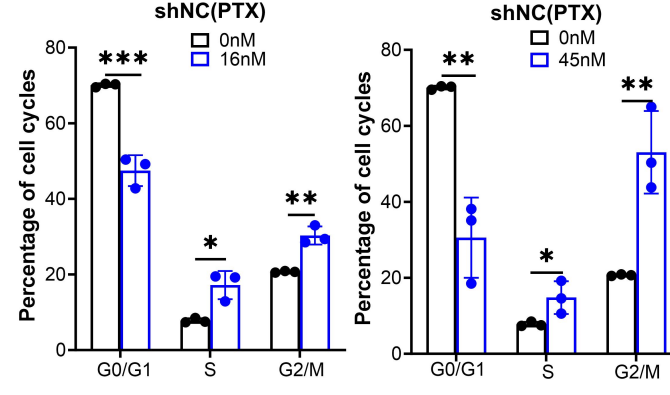 shNC(PTX)
0nM
16nM
Percentage of cell cycles
80
60
40
20
0
***
*
**
G0/G1
S
G2/M
shNC(PTX)
0nM
45nM
Percentage of cell cycles
80
60
40
20
0
**
*
**
G0/G1
S
G2/M